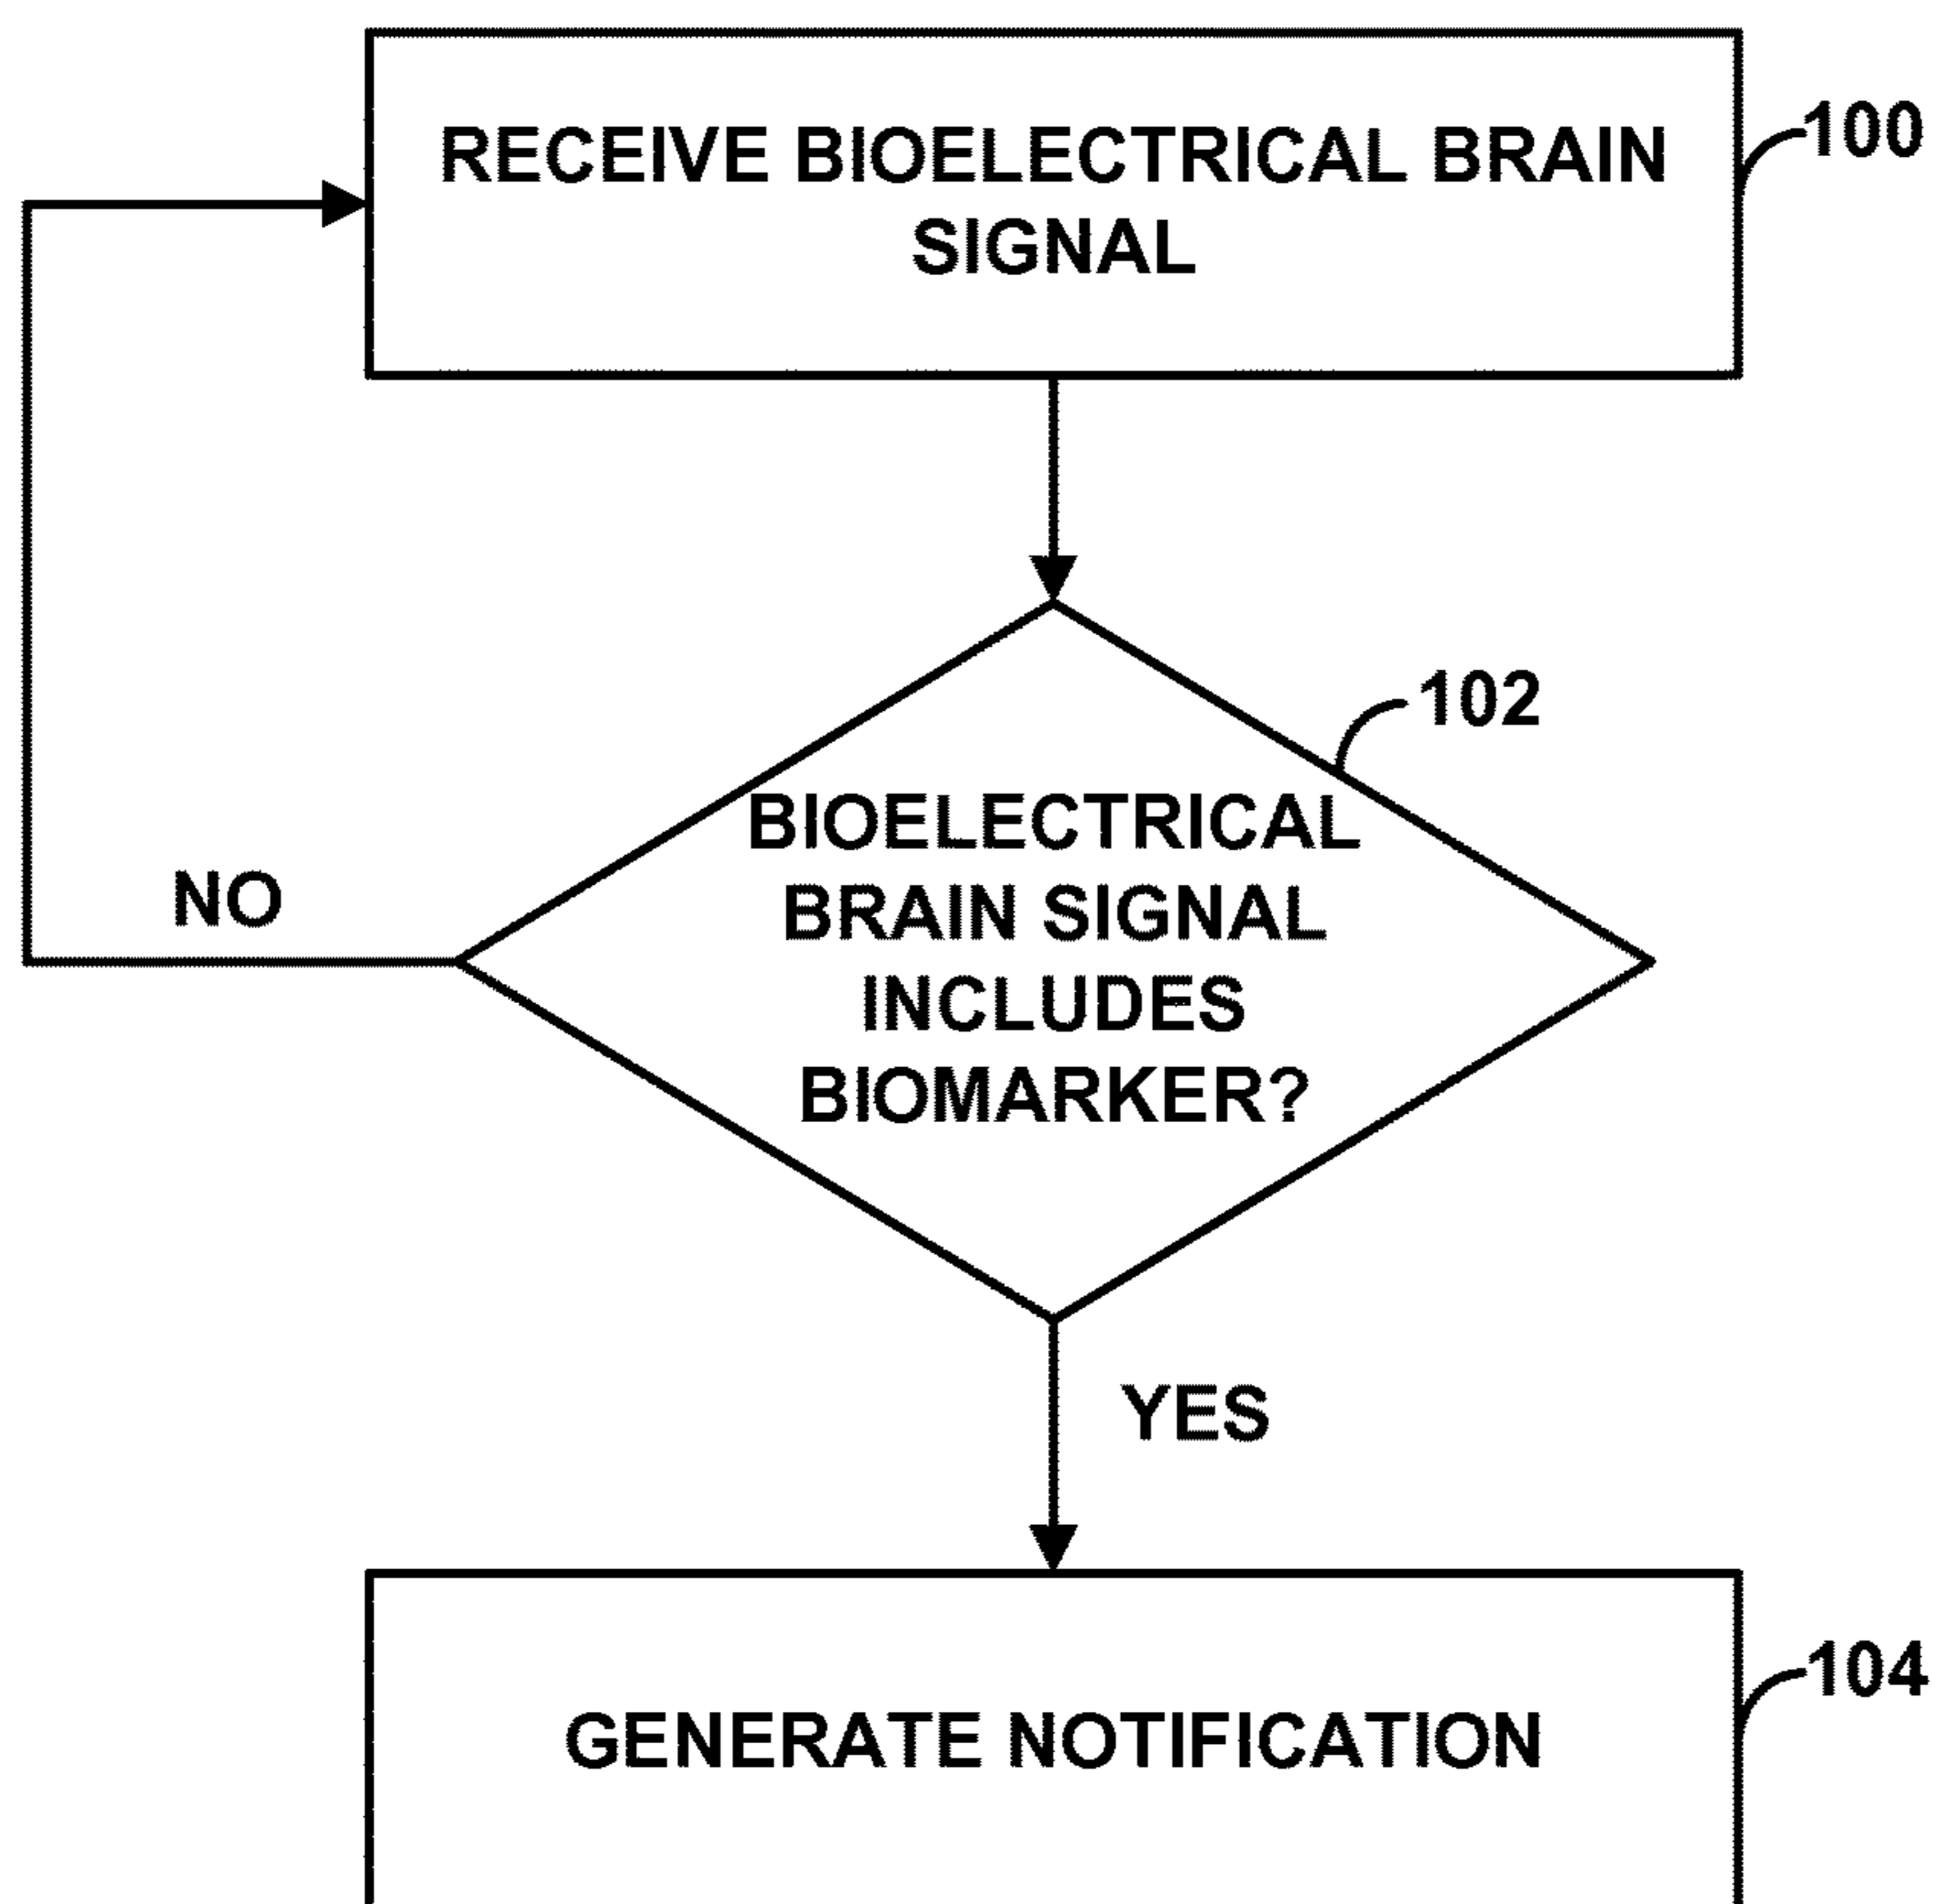 RECEIVE BIOELECTRICAL BRAIN
SIGNAL
100
102
BIOELECTRICAL
BRAIN SIGNAL
INCLUDES
BIOMARKER?
NO
YES
104
GENERATE NOTIFICATION